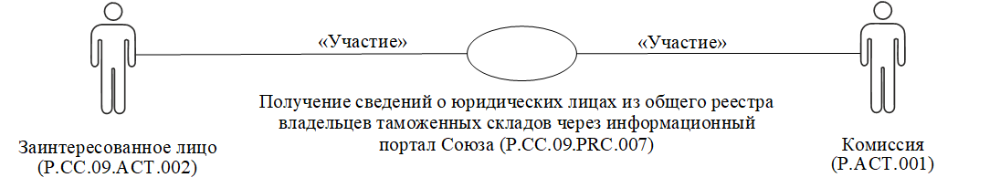 «Участие»
«Участие»
Получение сведений о юридических лицах из общего реестра
владельцев таможенных складов через информационный
портал Союза (P.CC.09.PRC.007)
Заинтересованное лицо
(P.CC.09.ACT.002)
Комиссия
(P.ACT.001)